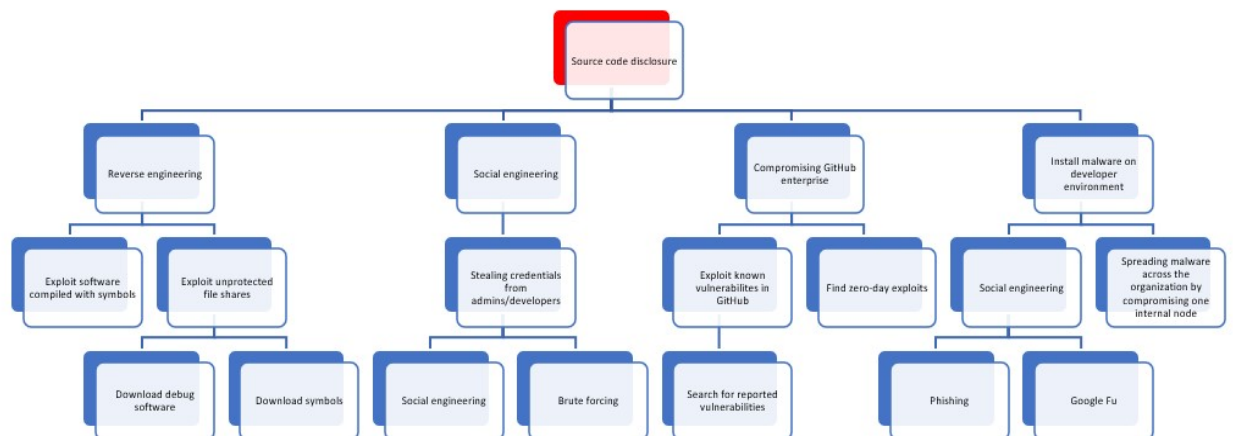 Source code disclosure
Reverse engineering
Social engineering
Compromising GitHub
enterprise
Install malware on
developer
environment
Exploit software
compiled with symbols
Exploit unprotected
file shares
Stealing credentials
from
admins/developers
Exploit known
vulnerabilites in
GitHub
Find zero-day exploits
Social engineering
Spreading malware
across the
organization by
compromising one
internal node
Download debug
software
Download symbols
Social engineering
Brute forcing
Search for reported
vulnerabilities
Phishing
Google Fu